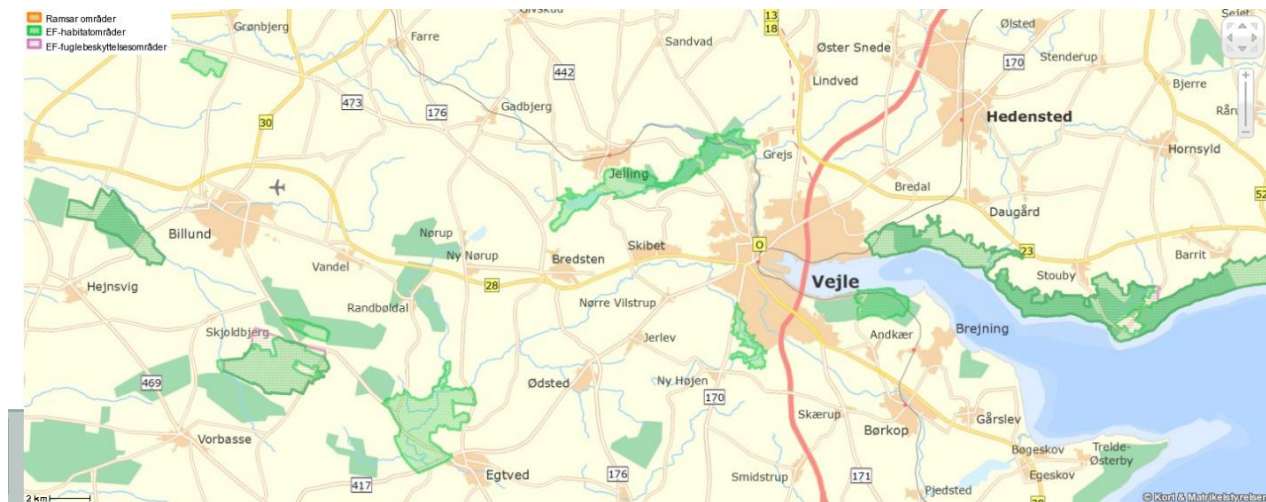 Ramsar områder
EF-habitatområder
EF-fuglebeskyttelsesområder
Grønbjerg
Givskud
Farre
Sandvad
13
18
Øster Snede
Ølsted
170
Stenderup
Sejet
Lindved
Bjerre
442
473
176
Gadbjerg
30
Hedensted
Hornsyld
Grejs
Jelling
Bredal
52
Daugård
Billund
Nørup
Ny Nørup
Skibet
O
23
Barrit
Vandel
Bredsten
Stouby
Hejnsvig
28
Vejle
Randbøldal
Nørre Vilstrup
Skjoldbjerg
Jerlev
Andkær
Brejning
469
Ødsted
Ny Højen
170
Skærup
Gårslev
Vorbasse
Børkop
Bøgeskov
Trelde-
Østerby
Egtved
176
Smidstrup
171
Egeskov
417
Pjedsted
2 km
© Kort & Matrikelstyrelsen